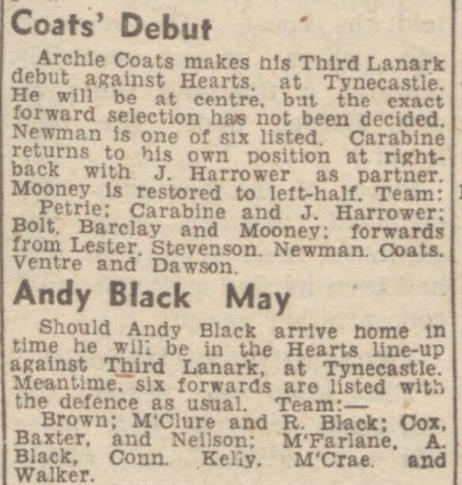 Coats' Debut
Archie Coats makes his Third Lanark
debut against Hearts, at Tynecastle.
He will be at centre, but the exact
forward selection has not been decided.
Newman is one of six listed. Carabine
returns to his own position at right-
back with J. Harrower as partner.
Mooney is restored to left-half. Team:
Petrie; Carabine and J. Harrower;
Bolt, Barclay and Mooney; forwards
from Lester, Stevenson, Newman, Coats,
Ventre and Dawson.
Andy Black May
Should Andy Black arrive home in
time he will be in the Hearts line-up
against Third Lanark, at Tynecastle.
Meantime, six forwards are listed with
the defence as usual. Team:—
Brown; M'Clure and R. Black; Cox,
Baxter, and Neilson; M'Farlane, A.
Black, Conn, Kelly, M'Crae and
Walker.